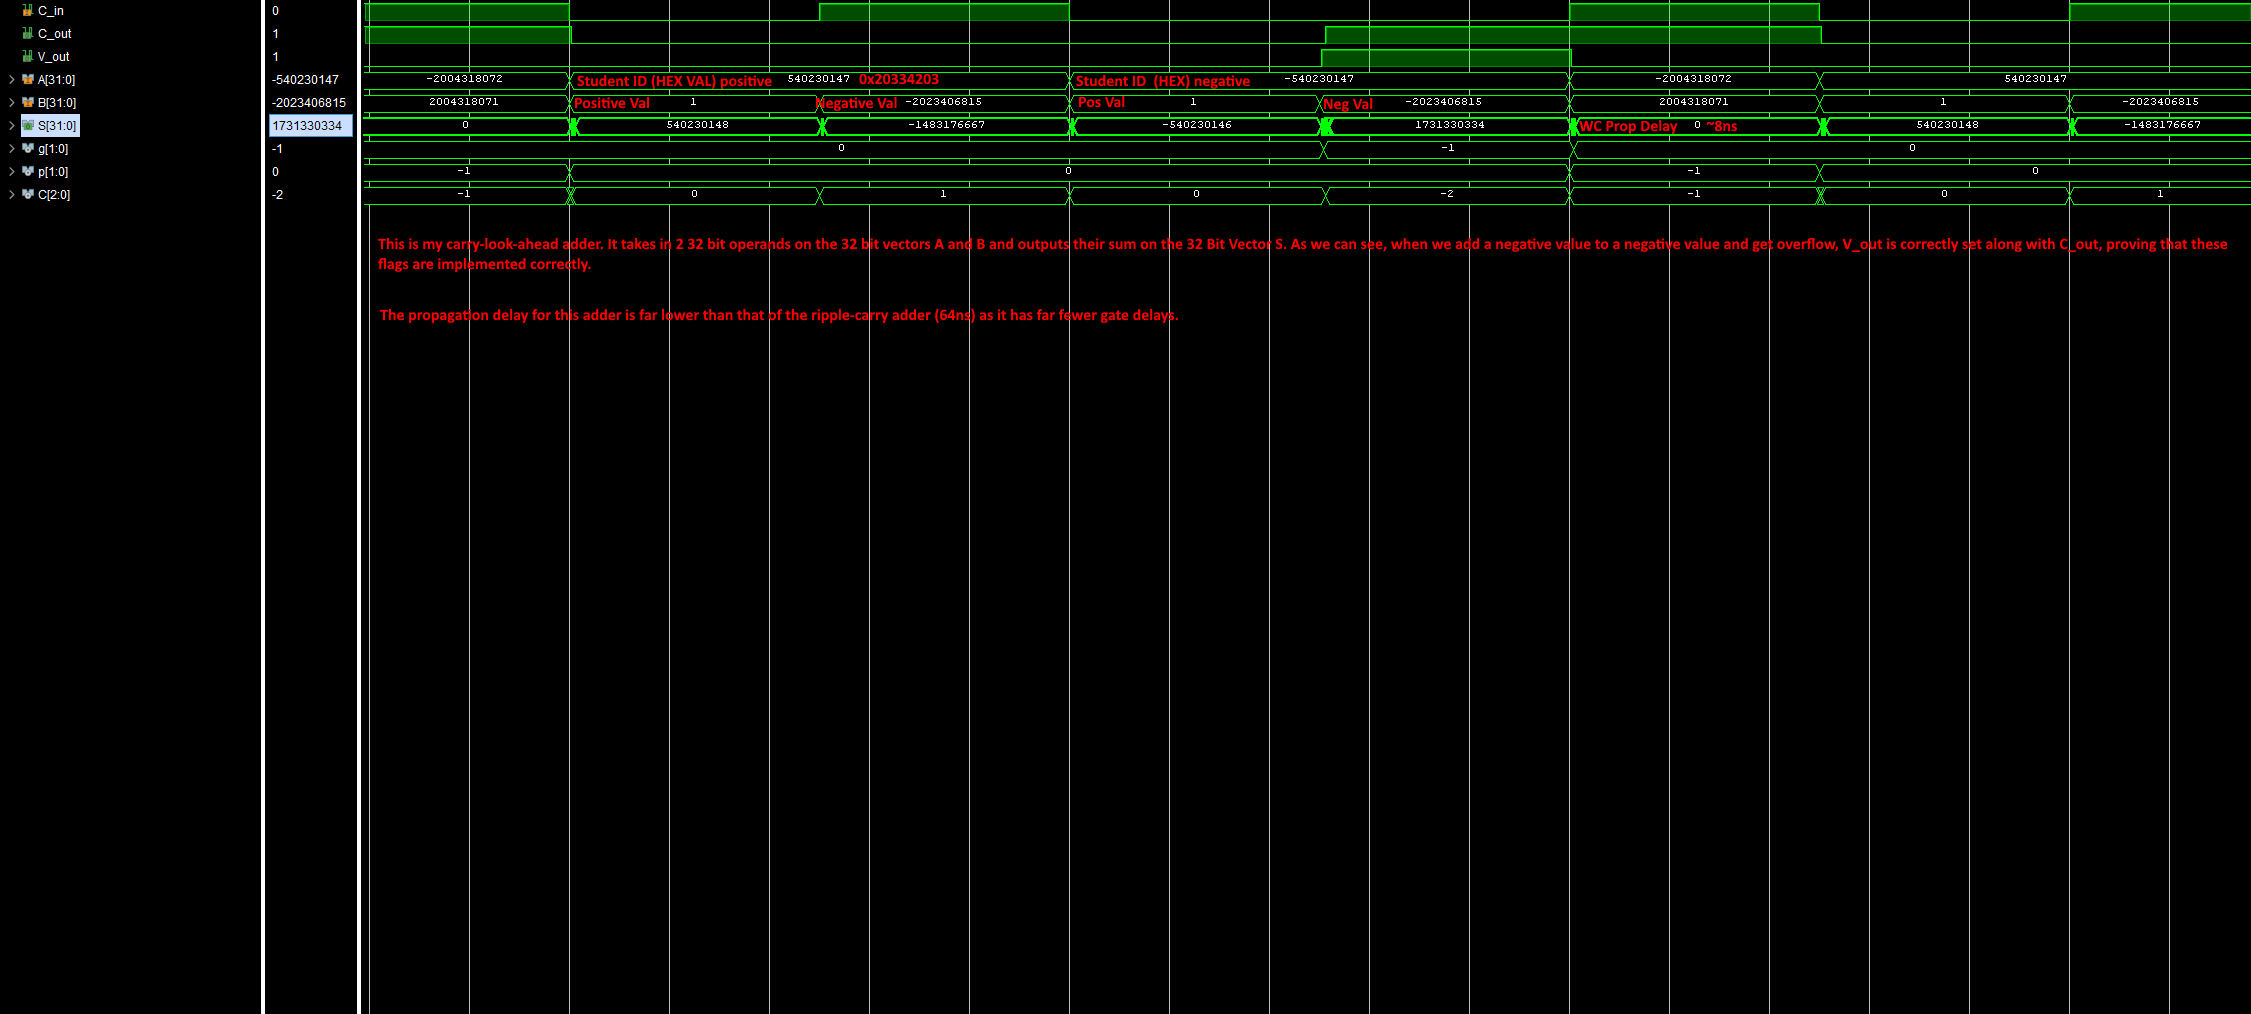 C_in 0
C_out 1
V_out 1
A[31:0] -540230147 -2004318072 Student ID (HEX VAL) positive 540230147 0x20334203 Student ID (HEX) negative -540230147 -2004318072 540230147
B[31:0] -2023406815 2004318071 Positive Val 1 Negative Val -2023406815 Pos Val 1 Neg Val -2023406815 2004318071 1 -2023406815
S[31:0] 1731330334 0 540230148 -1483176667 -540230146 1731330334 WC Prop Delay 0 ~8ns 540230148 -1483176667
g[1:0] -1 0 -1 0
p[1:0] 0 -1 0 -1 0
C[2:0] -2 -1 0 1 0 -2 -1 0 1
This is my carry-look-ahead adder. It takes in 2 32 bit operands on the 32 bit vectors A and B and outputs their sum on the 32 Bit Vector S. As we can see, when we add a negative value to a negative value and get overflow, V_out is correctly set along with C_out, proving that these
flags are implemented correctly.
The propagation delay for this adder is far lower than that of the ripple-carry adder (64ns) as it has far fewer gate delays.